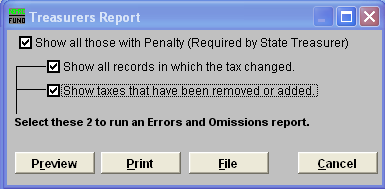 FUND
Treasurers Report
Show all those with Penalty (Required by State Treasurer)
Show all records in which the tax changed.
Show taxes that have been removed or added.
Select these 2 to run an Errors and Omissions report.
Preview Print File Cancel